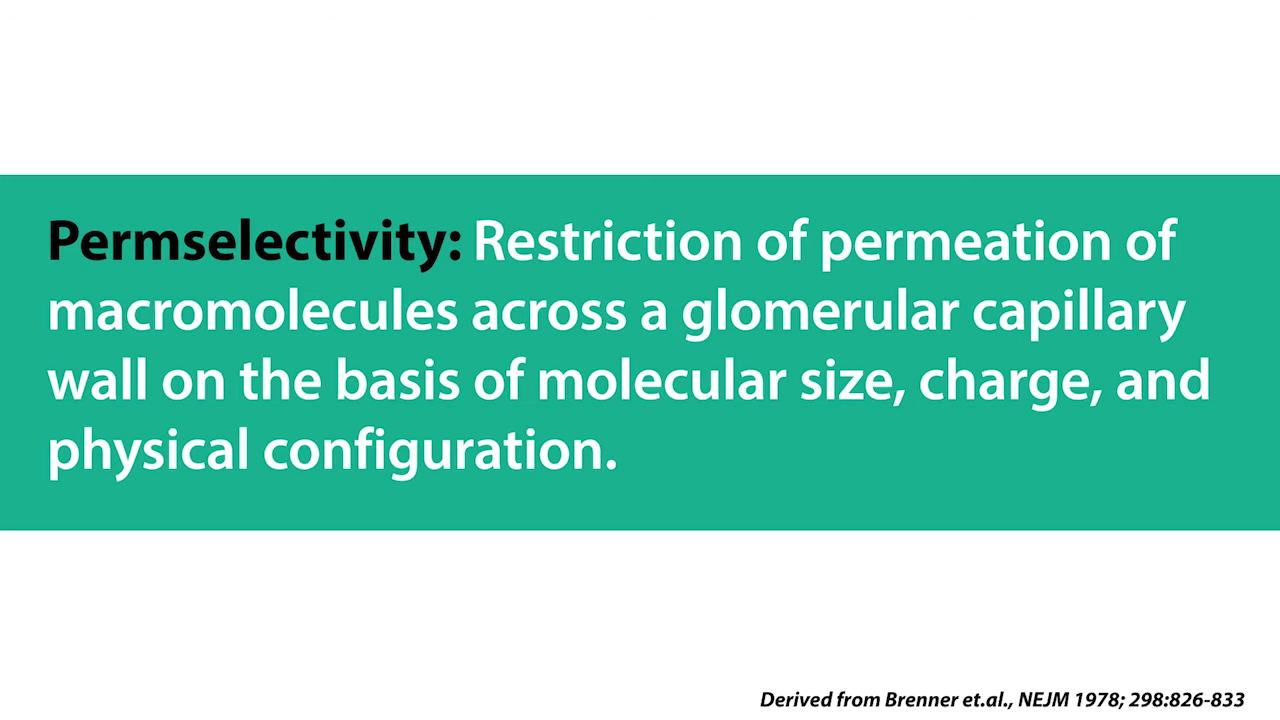 Permselectivity: Restriction of permeation of
macromolecules across a glomerular capillary
wall on the basis of molecular size, charge, and
physical configuration.
Derived from Brenner et.al., NEJM 1978; 298:826-833